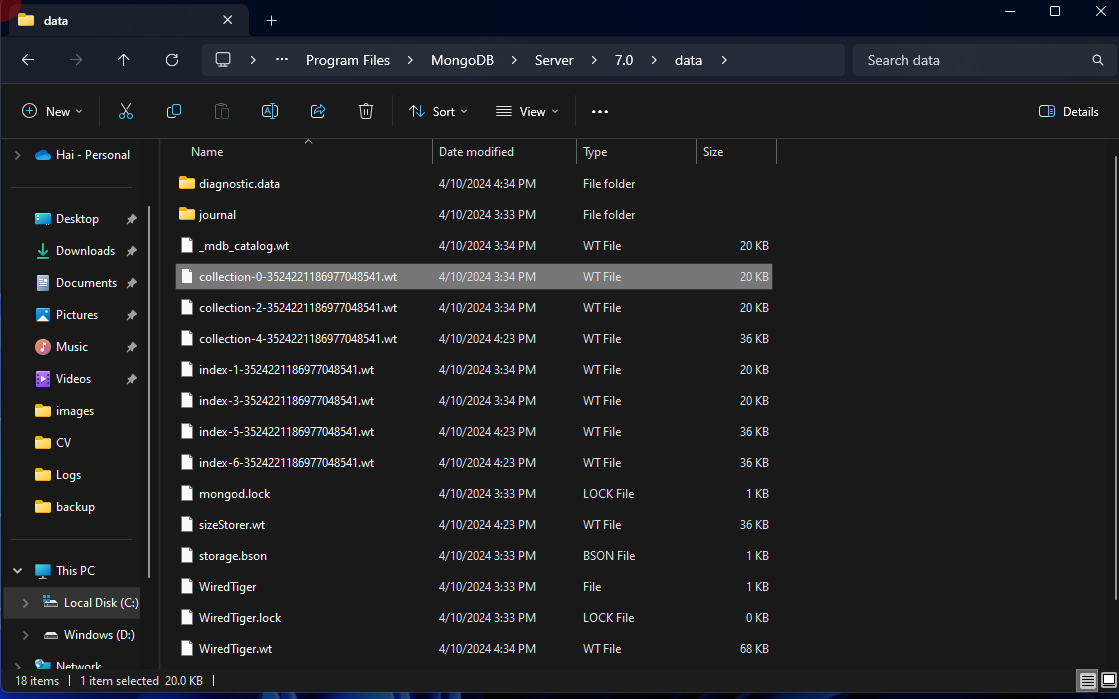 data
Program Files > MongoDB > Server > 7.0 > data >
Search data
New
Sort
View
Details
Hai - Personal
Desktop
Downloads
Documents
Pictures
Music
Videos
images
CV
Logs
backup
This PC
Local Disk (C:)
Windows (D:)
Network
Name Date modified Type Size
diagnostic.data 4/10/2024 4:34 PM File folder
journal 4/10/2024 3:33 PM File folder
_mdb_catalog.wt 4/10/2024 3:34 PM WT File 20 KB
collection-0-3524221186977048541.wt 4/10/2024 3:34 PM WT File 20 KB
collection-2-3524221186977048541.wt 4/10/2024 3:34 PM WT File 20 KB
collection-4-3524221186977048541.wt 4/10/2024 4:23 PM WT File 36 KB
index-1-3524221186977048541.wt 4/10/2024 3:34 PM WT File 20 KB
index-3-3524221186977048541.wt 4/10/2024 3:34 PM WT File 20 KB
index-5-3524221186977048541.wt 4/10/2024 4:23 PM WT File 36 KB
index-6-3524221186977048541.wt 4/10/2024 4:23 PM WT File 36 KB
mongod.lock 4/10/2024 3:33 PM LOCK File 1 KB
sizeStorer.wt 4/10/2024 4:23 PM WT File 36 KB
storage.bson 4/10/2024 3:33 PM BSON File 1 KB
WiredTiger 4/10/2024 3:33 PM File 1 KB
WiredTiger.lock 4/10/2024 3:33 PM LOCK File 0 KB
WiredTiger.wt 4/10/2024 4:34 PM WT File 68 KB
18 items | 1 item selected 20.0 KB |